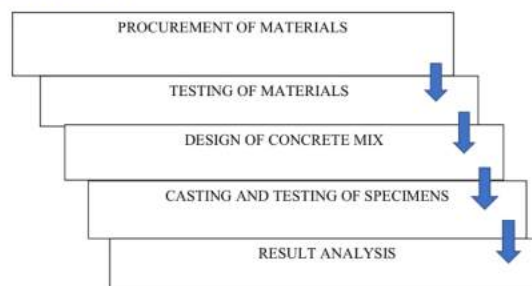 PROCUREMENT OF MATERIALS
TESTING OF MATERIALS
DESIGN OF CONCRETE MIX
CASTING AND TESTING OF SPECIMENS
RESULT ANALYSIS